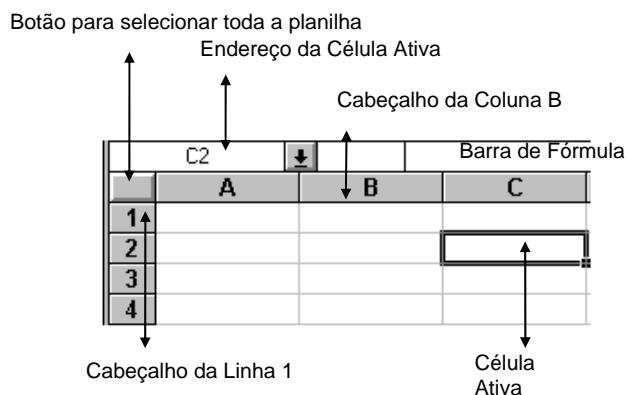 Botão para selecionar toda a planilha
Endereço da Célula Ativa
Cabeçalho da Coluna B
C2
Barra de Fórmula
A B C
1
2
3
4
Cabeçalho da Linha 1
Célula
Ativa